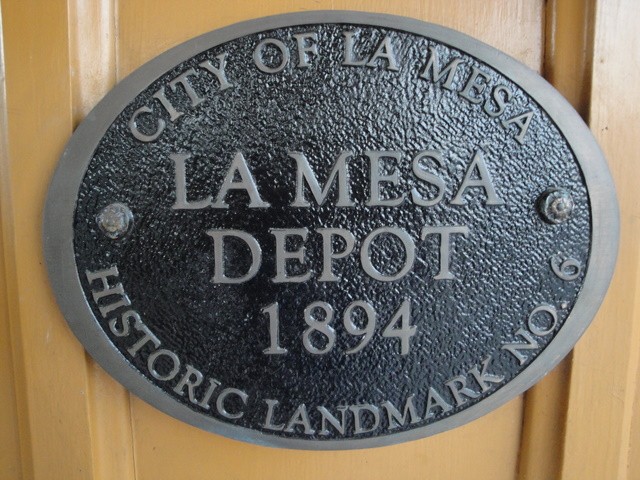 CITY OF LA MESA
LA MESA
DEPOT
1894
HISTORIC LANDMARK NO. 6